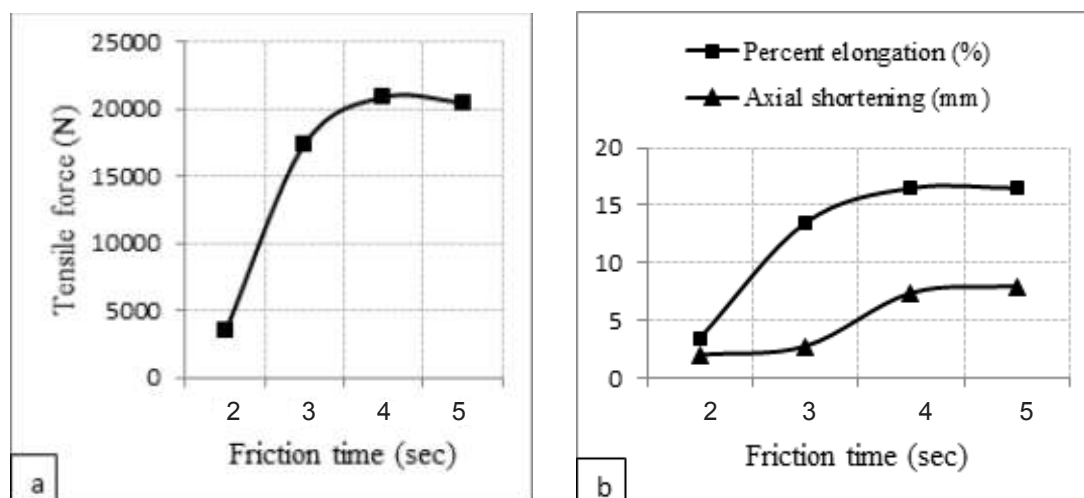 25000
20000
15000
10000
5000
0
Tensile force (N)
2 3 4 5
Friction time (sec)
a
Percent elongation (%)
Axial shortening (mm)
20
15
10
5
0
2 3 4 5
Friction time (sec)
b